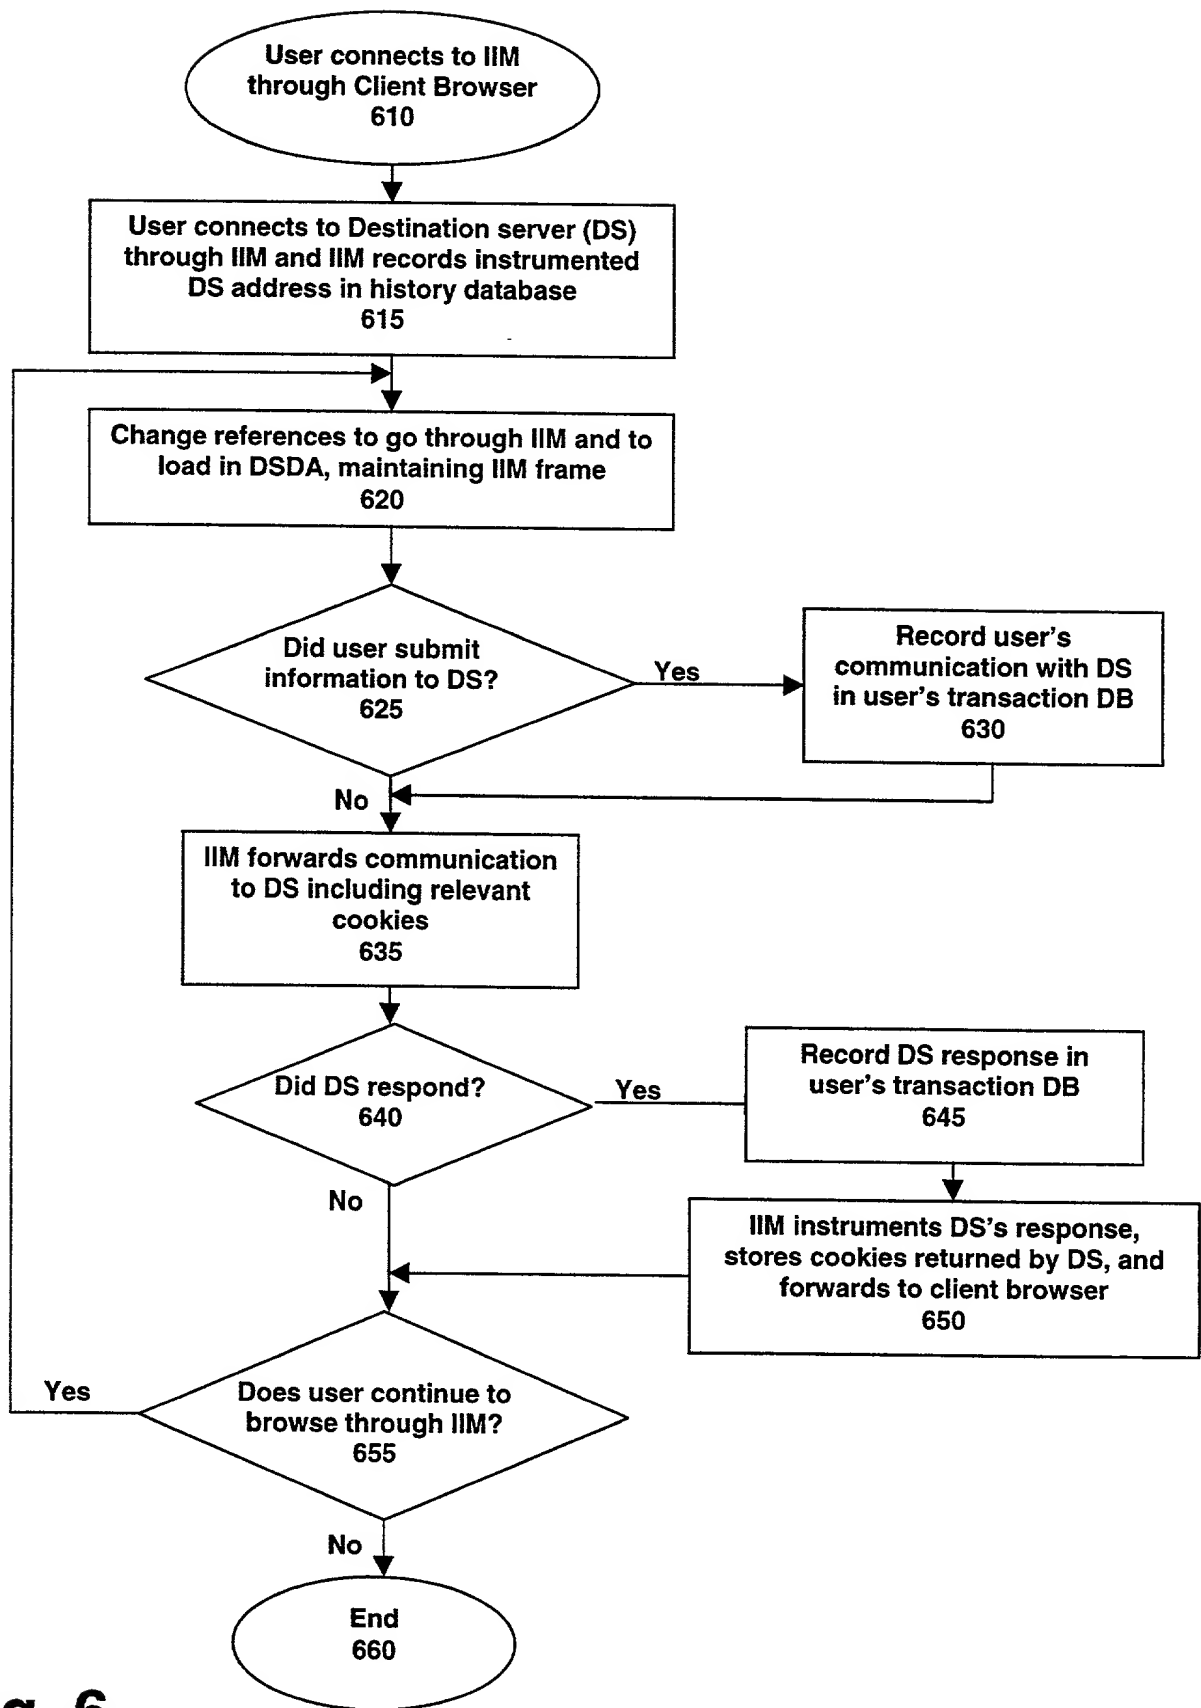 User connects to IIM
through Client Browser
610
User connects to Destination server (DS)
through IIM and IIM records instrumented
DS address in history database
615
Change references to go through IIM and to
load in DSDA, maintaining IIM frame
620
Did user submit
information to DS?
625
Yes
Record user's
communication with DS
in user's transaction DB
630
No
IIM forwards communication
to DS including relevant
cookies
635
Did DS respond?
640
Yes
Record DS response in
user's transaction DB
645
No
IIM instruments DS's response,
stores cookies returned by DS, and
forwards to client browser
650
Does user continue to
browse through IIM?
655
Yes
No
End
660
6